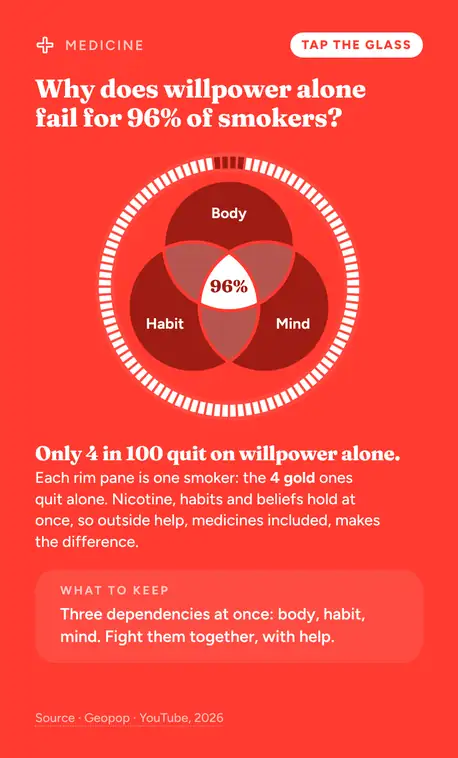 MEDICINE
TAP THE GLASS
Why does willpower alone
fail for 96% of smokers?
Body
96%
Habit
Mind
Only 4 in 100 quit on willpower alone.
Each rim pane is one smoker: the 4 gold ones
quit alone. Nicotine, habits and beliefs hold at
once, so outside help, medicines included, makes
the difference.
WHAT TO KEEP
Three dependencies at once: body, habit,
mind. Fight them together, with help.
Source · Geopop · YouTube, 2026